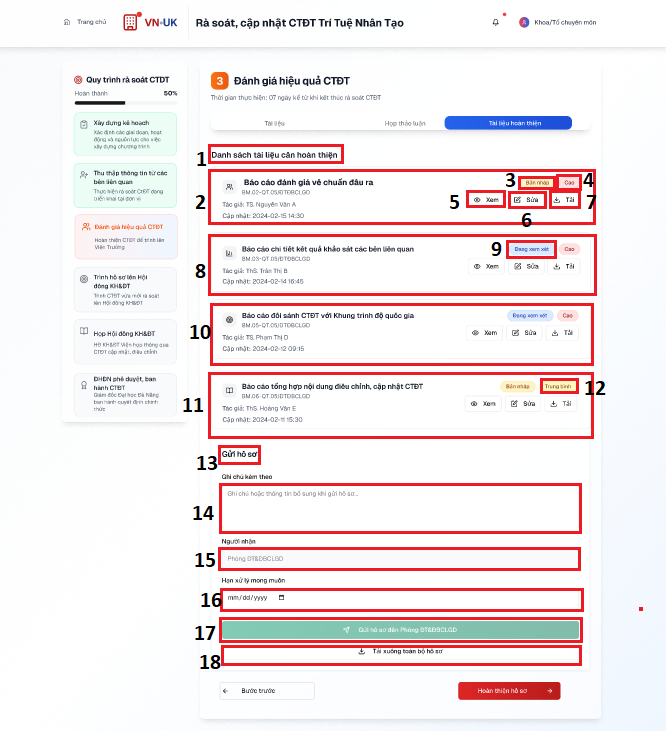 Trang chủ
VN-UK
Rà soát, cập nhật CTĐT Trí Tuệ Nhân Tạo
Khoa/Tổ chuyên môn
Quy trình rà soát CTDT
Hoàn thành 50%
Xây dựng kế hoạch
Xác định các giai đoạn, hoạt
động và nguồn lực cho việc
xây dựng chương trình
Thu thập thông tin từ các
bên liên quan
Thực hiện rà soát CTĐT đang
triển khai tại đơn vị
Đánh giá hiệu quả CTĐT
Hoàn thiện CTĐT để trình lên
Viện Trưởng
Trình hồ sơ lên Hội
đồng KH&ĐT
Trình CTĐT vừa mới rà soát
lên Hội đồng KH&ĐT
Họp Hội đồng KH&ĐT
HĐ KH&ĐT Viện họp thông qua
CTĐT cập nhật, điều chỉnh
ĐHĐN phê duyệt, ban
hành CTĐT
Giám đốc Đại học Đà Nẵng
ban hành quyết định chính
thức
3 Đánh giá hiệu quả CTĐT
Thời gian thực hiện: 07 ngày kể từ khi kết thúc rà soát CTĐT
Tài liệu
Họp thảo luận
Tài liệu hoàn thiện
1 Danh sách tài liệu cần hoàn thiện
2
Báo cáo đánh giá về chuẩn đầu ra
3 Bản nháp
Cao 4
BM.02-QT.05/ĐTĐBCLGD
Tác giả: TS. Nguyễn Văn A
5 Xem
Sửa
Tải 7
6
Cập nhật: 2024-02-15 14:30
8
Báo cáo chi tiết kết quả khảo sát các bên liên quan
9 Đang xem xét
Cao
BM.03-QT.05/ĐTĐBCLGD
Tác giả: ThS. Trần Thị B
Xem
Sửa
Tải
Cập nhật: 2024-02-14 16:45
10
Báo cáo đối sánh CTĐT với Khung trình độ quốc gia
Đang xem xét
Cao
BM.05-QT.05/ĐTĐBCLGD
Tác giả: TS. Phạm Thị D
Xem
Sửa
Tải
Cập nhật: 2024-02-12 09:15
11
Báo cáo tổng hợp nội dung điều chỉnh, cập nhật CTĐT
Bản nháp
Trung bình 12
BM.06-QT.05/ĐTĐBCLGD
Tác giả: ThS. Hoàng Văn E
Xem
Sửa
Tải
Cập nhật: 2024-02-11 15:30
13 Gửi hồ sơ
Ghi chú kèm theo
14 Ghi chú hoặc thông tin bổ sung khi gửi hồ sơ...
Người nhận
15 Phòng ĐT&ĐBCLGD
Hạn xử lý mong muốn
16 mm/dd/yyyy
17 Gửi hồ sơ đến Phòng ĐT&ĐBCLGD
18 Tải xuống toàn bộ hồ sơ
Bước trước
Hoàn thiện hồ sơ